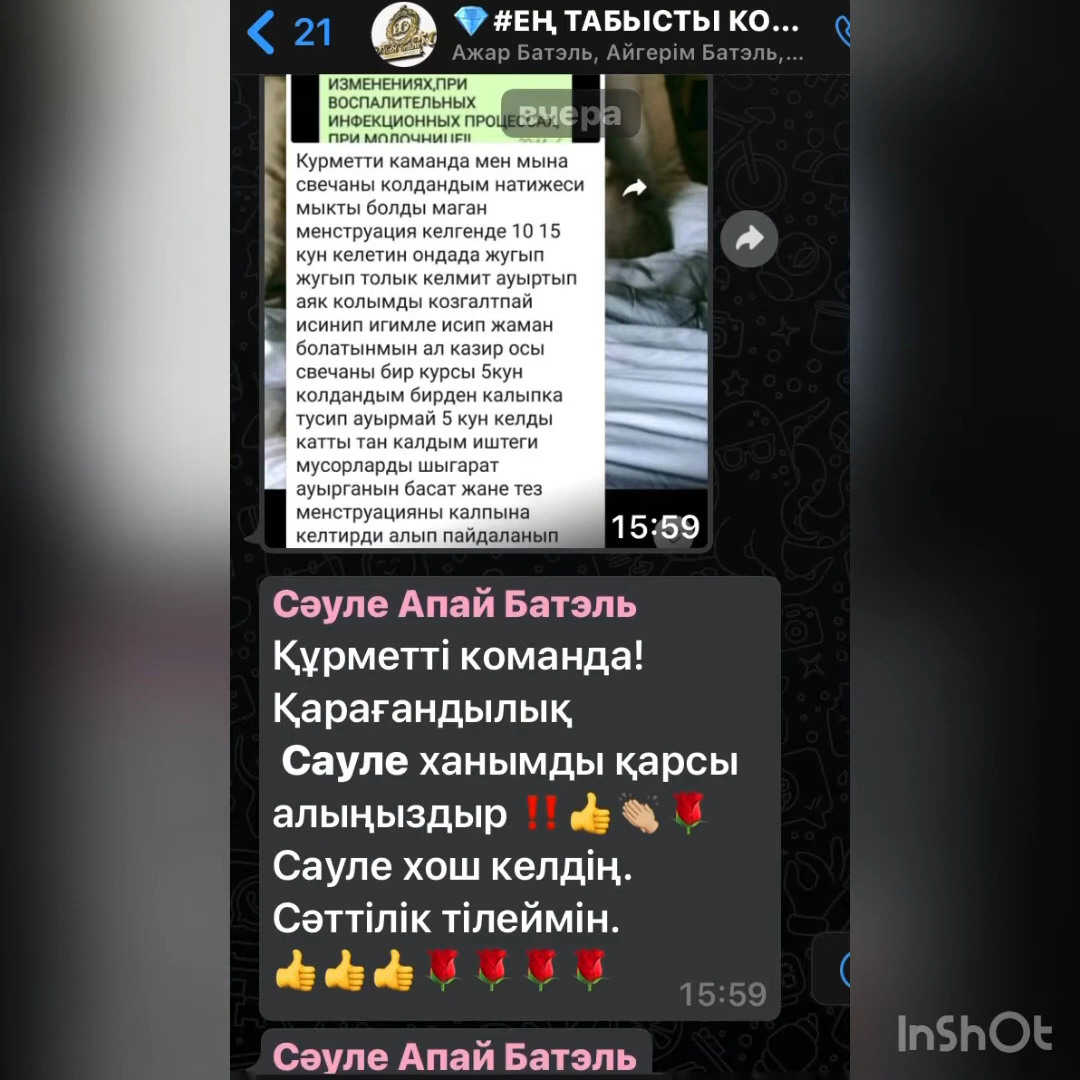 21
💎#ЕҢ ТАБЫСТЫ КО...
Ажар Батэль, Айгерім Батэль,...
ИЗМЕНЕНИЯХ,ПРИ
ВОСПАЛИТЕЛЬНЫХ
ИНФЕКЦИОННЫХ ПРОЦЕССАХ,
ПРИ МОЛОЧНИЦЕ!!
вчера
Курметти каманда мен мына
свечаны колдандым натижеси
мыкты болды маган
менструация келгенде 10 15
кун келетин ондада жугып
жугып толык келмит ауыртып
аяк колымды козгалтпай
исинип игимле исип жаман
болатынмын ал казир осы
свечаны бир курсы 5кун
колдандым бирден калыпка
тусип ауырмай 5 кун келды
катты тан калдым иштеги
мусорларды шыгарат
ауырганын басат жане тез
менструацияны калпына
келтирди алып пайдаланып
15:59
Сәуле Апай Батэль
Құрметті команда!
Қарағандылық
Сауле ханымды қарсы
алыңыздыр ‼️👍👏🏼🌹
Сауле хош келдің.
Сәттілік тілеймін.
👍👍👍🌹🌹🌹🌹
15:59
Сәуле Апай Батэль
InShOt